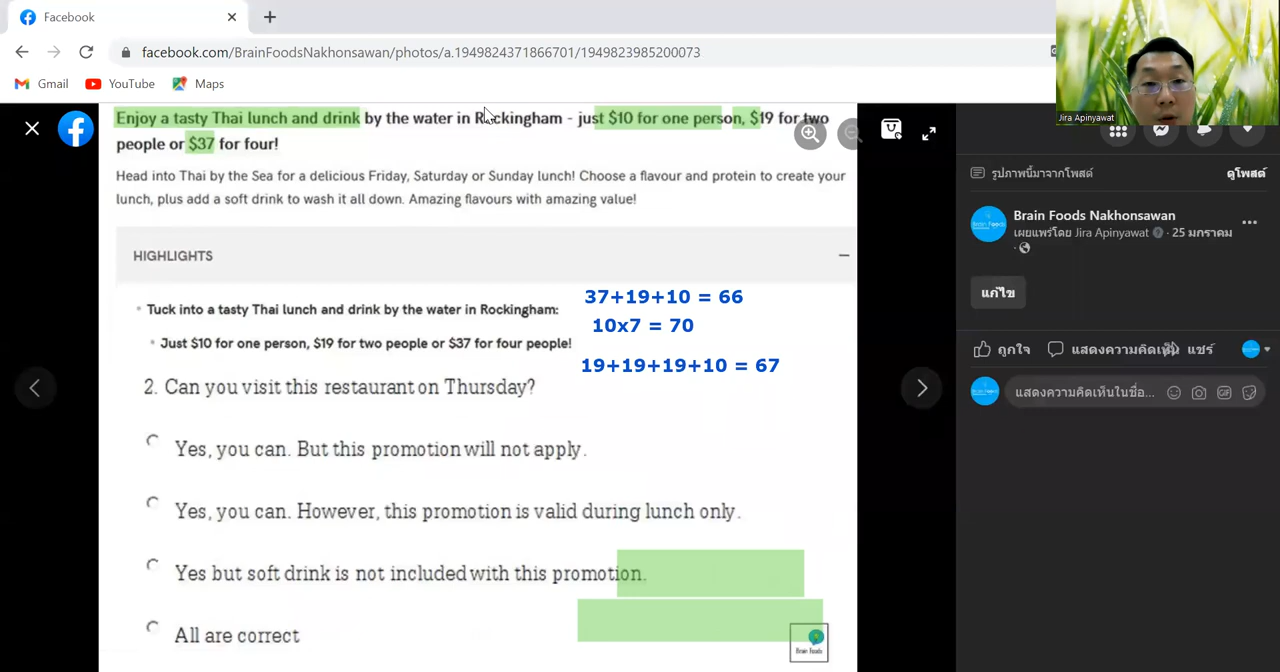 Facebook
facebook.com/BrainFoodsNakhonsawan/photos/a.1949824371866701/1949823985200073
Gmail YouTube Maps
Jira Apinyawat
Enjoy a tasty Thai lunch and drink by the water in Rockingham - just $10 for one person, $19 for two
people or $37 for four!
Head into Thai by the Sea for a delicious Friday, Saturday or Sunday lunch! Choose a flavour and protein to create your
lunch, plus add a soft drink to wash it all down. Amazing flavours with amazing value!
HIGHLIGHTS
Tuck into a tasty Thai lunch and drink by the water in Rockingham:
Just $10 for one person, $19 for two people or $37 for four people!
37+19+10 = 66
10x7 = 70
19+19+19+10 = 67
2. Can you visit this restaurant on Thursday?
Yes, you can. But this promotion will not apply.
Yes, you can. However, this promotion is valid during lunch only.
Yes but soft drink is not included with this promotion.
All are correct
Brain Foods
รูปภาพนี้มาจากโพสต์ ดูโพสต์
Brain Foods Nakhonsawan
เผยแพร่โดย Jira Apinyawat · 25 มกราคม
·
แก้ไข
ถูกใจ แสดงความคิดเห็น แชร์
แสดงความคิดเห็นในชื่อ...